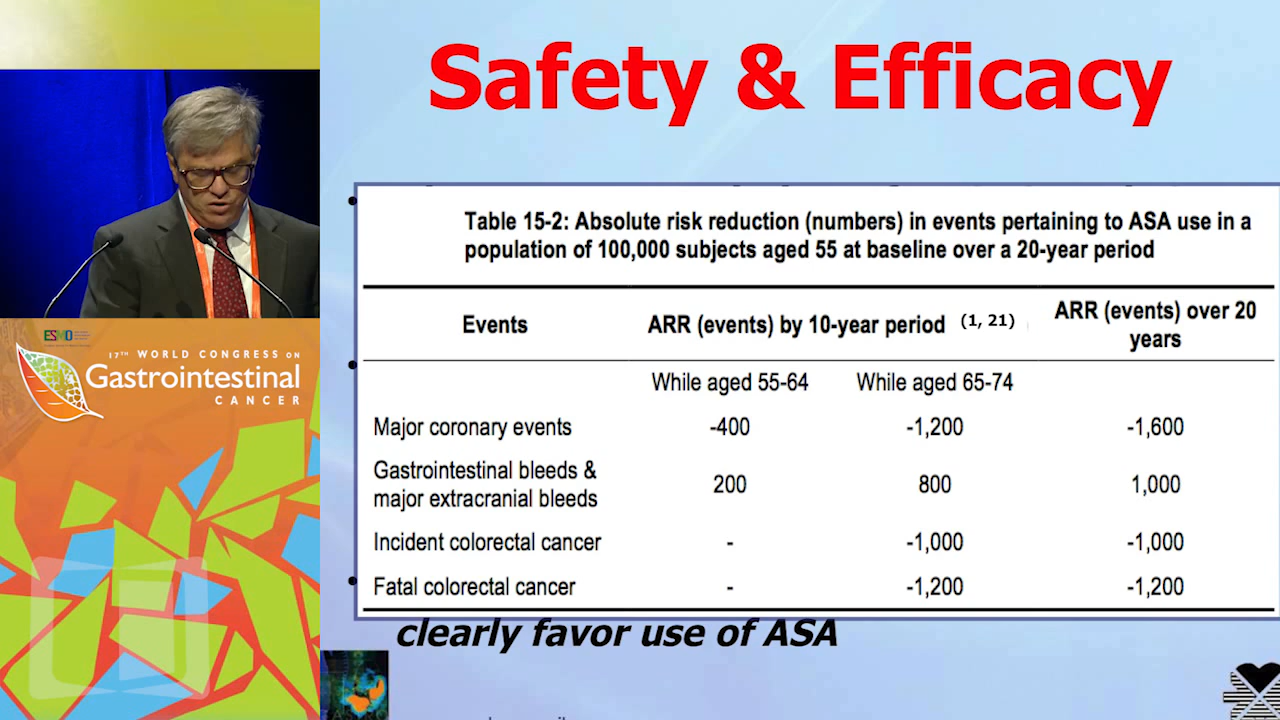 Safety & Efficacy
Table 15-2: Absolute risk reduction (numbers) in events pertaining to ASA use in a
population of 100,000 subjects aged 55 at baseline over a 20-year period
Events ARR (events) by 10-year period (1, 21) ARR (events) over 20
years
While aged 55-64 While aged 65-74
Major coronary events -400 -1,200 -1,600
Gastrointestinal bleeds &
major extracranial bleeds 200 800 1,000
Incident colorectal cancer - -1,000 -1,000
Fatal colorectal cancer - -1,200 -1,200
clearly favor use of ASA
ESMO
17TH WORLD CONGRESS ON
Gastrointestinal
CANCER